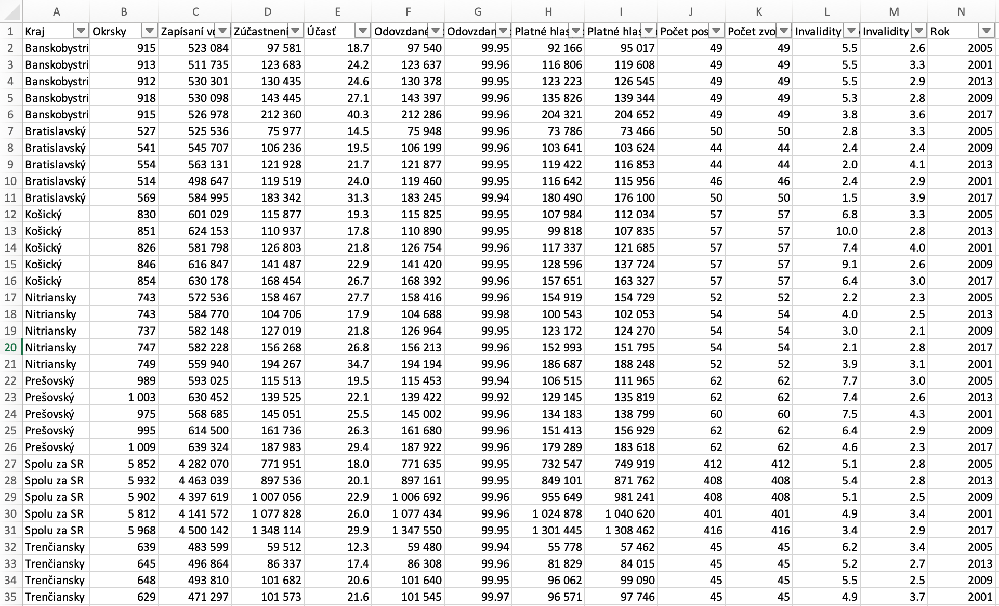 A B C D E F G H I J K L M N
1 Kraj Okrsky Zapísaní vo Zúčastnení Účasť Odovzdané Odovzdan Platné hlas Platné hlas Počet pos Počet zvo Invalidity Invalidity Rok
2 Banskobystri 915 523 084 97 581 18.7 97 540 99.95 92 166 95 017 49 49 5.5 2.6 2005
3 Banskobystri 913 511 735 123 683 24.2 123 637 99.96 116 806 119 608 49 49 5.5 3.3 2001
4 Banskobystri 912 530 301 130 435 24.6 130 378 99.95 123 223 126 545 49 49 5.5 2.9 2013
5 Banskobystri 918 530 098 143 445 27.1 143 397 99.96 135 826 139 344 49 49 5.3 2.8 2009
6 Banskobystri 915 526 978 212 360 40.3 212 286 99.96 204 321 204 652 49 49 3.8 3.6 2017
7 Bratislavský 527 525 536 75 977 14.5 75 948 99.96 73 786 73 466 50 50 2.8 3.3 2005
8 Bratislavský 541 545 707 106 236 19.5 106 199 99.96 103 641 103 624 44 44 2.4 2.4 2009
9 Bratislavský 554 563 131 121 928 21.7 121 877 99.95 119 422 116 853 44 44 2.0 4.1 2013
10 Bratislavský 514 498 647 119 519 24.0 119 460 99.95 116 642 115 956 46 46 2.4 2.9 2001
11 Bratislavský 569 584 995 183 342 31.3 183 245 99.94 180 490 176 100 50 50 1.5 3.9 2017
12 Košický 830 601 029 115 877 19.3 115 825 99.95 107 984 112 034 57 57 6.8 3.3 2005
13 Košický 851 624 153 110 937 17.8 110 890 99.95 99 818 107 835 57 57 10.0 2.8 2013
14 Košický 826 581 798 126 803 21.8 126 754 99.96 117 337 121 685 57 57 7.4 4.0 2001
15 Košický 846 616 847 141 487 22.9 141 420 99.95 128 596 137 724 57 57 9.1 2.6 2009
16 Košický 854 630 178 168 454 26.7 168 392 99.96 157 651 163 327 57 57 6.4 3.0 2017
17 Nitriansky 743 572 536 158 467 27.7 158 416 99.96 154 919 154 729 52 52 2.2 2.3 2005
18 Nitriansky 743 584 770 104 706 17.9 104 688 99.98 100 543 102 053 54 54 4.0 2.5 2013
19 Nitriansky 737 582 148 127 019 21.8 126 964 99.95 123 172 124 270 54 54 3.0 2.1 2009
20 Nitriansky 747 582 228 156 268 26.8 156 213 99.96 152 993 151 795 54 54 2.1 2.8 2017
21 Nitriansky 749 559 940 194 267 34.7 194 194 99.96 186 687 188 248 52 52 3.9 3.1 2001
22 Prešovský 989 593 025 115 513 19.5 115 453 99.94 106 515 111 965 62 62 7.7 3.0 2005
23 Prešovský 1 003 630 452 139 525 22.1 139 422 99.92 129 145 135 819 62 62 7.4 2.6 2013
24 Prešovský 975 568 685 145 051 25.5 145 002 99.96 134 183 138 799 60 60 7.5 4.3 2001
25 Prešovský 995 614 500 161 736 26.3 161 680 99.96 151 413 156 929 62 62 6.4 2.9 2009
26 Prešovský 1 009 639 324 187 983 29.4 187 922 99.96 179 289 183 618 62 62 4.6 2.3 2017
27 Spolu za SR 5 852 4 282 070 771 951 18.0 771 635 99.95 732 547 749 919 412 412 5.1 2.8 2005
28 Spolu za SR 5 932 4 463 039 897 536 20.1 897 161 99.95 849 101 871 762 408 408 5.4 2.8 2013
29 Spolu za SR 5 902 4 397 619 1 007 056 22.9 1 006 692 99.96 955 649 981 241 408 408 5.1 2.5 2009
30 Spolu za SR 5 812 4 141 572 1 077 828 26.0 1 077 434 99.96 1 024 878 1 040 620 401 401 4.9 3.4 2001
31 Spolu za SR 5 968 4 500 142 1 348 114 29.9 1 347 550 99.95 1 301 445 1 308 462 416 416 3.4 2.9 2017
32 Trenčiansky 639 483 599 59 512 12.3 59 480 99.94 55 778 57 462 45 45 6.2 3.4 2005
33 Trenčiansky 645 496 864 86 337 17.4 86 308 99.96 81 829 84 015 45 45 5.2 2.7 2013
34 Trenčiansky 648 493 810 101 682 20.6 101 640 99.95 96 062 99 090 45 45 5.5 2.5 2009
35 Trenčiansky 629 471 297 101 573 21.6 101 545 99.97 96 571 97 746 45 45 4.9 3.7 2001